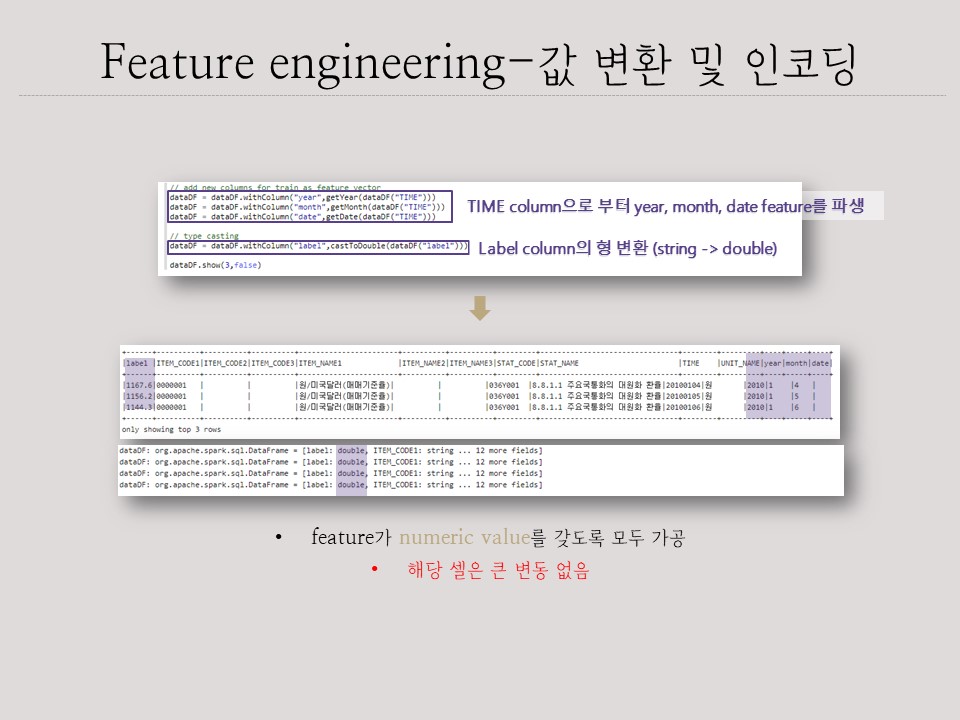 Feature engineering-값 변환 및 인코딩
// add new columns for train as feature vector
dataDF = dataDF.withColumn("year",getYear(dataDF("TIME")))
dataDF = dataDF.withColumn("month",getMonth(dataDF("TIME")))
dataDF = dataDF.withColumn("date",getDate(dataDF("TIME")))
TIME column으로 부터 year, month, date feature를 파생
// type casting
dataDF = dataDF.withColumn("label",castToDouble(dataDF("label")))
Label column의 형 변환 (string -> double)
dataDF.show(3,false)
|label |ITEM_CODE1|ITEM_CODE2|ITEM_CODE3|ITEM_NAME1 |ITEM_NAME2|ITEM_NAME3|STAT_CODE|STAT_NAME |TIME |UNIT_NAME|year|month|date|
|1167.6|0000001 | | |원/미국달러(매매기준율)| | |036Y001 |8.8.1.1 주요국통화의 대원화 환율|20100104|원 |2010|1 |4 |
|1156.2|0000001 | | |원/미국달러(매매기준율)| | |036Y001 |8.8.1.1 주요국통화의 대원화 환율|20100105|원 |2010|1 |5 |
|1144.3|0000001 | | |원/미국달러(매매기준율)| | |036Y001 |8.8.1.1 주요국통화의 대원화 환율|20100106|원 |2010|1 |6 |
only showing top 3 rows
dataDF: org.apache.spark.sql.DataFrame = [label: double, ITEM_CODE1: string ... 12 more fields]
dataDF: org.apache.spark.sql.DataFrame = [label: double, ITEM_CODE1: string ... 12 more fields]
dataDF: org.apache.spark.sql.DataFrame = [label: double, ITEM_CODE1: string ... 12 more fields]
dataDF: org.apache.spark.sql.DataFrame = [label: double, ITEM_CODE1: string ... 12 more fields]
• feature가 numeric value를 갖도록 모두 가공
• 해당 셀은 큰 변동 없음